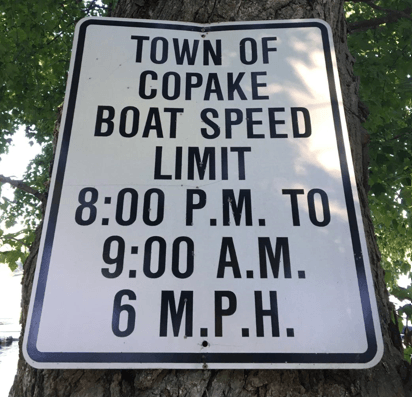 TOWN OF
COPAKE
BOAT SPEED
LIMIT
8:00 P.M. TO
9:00 A.M.
6 M.P.H.